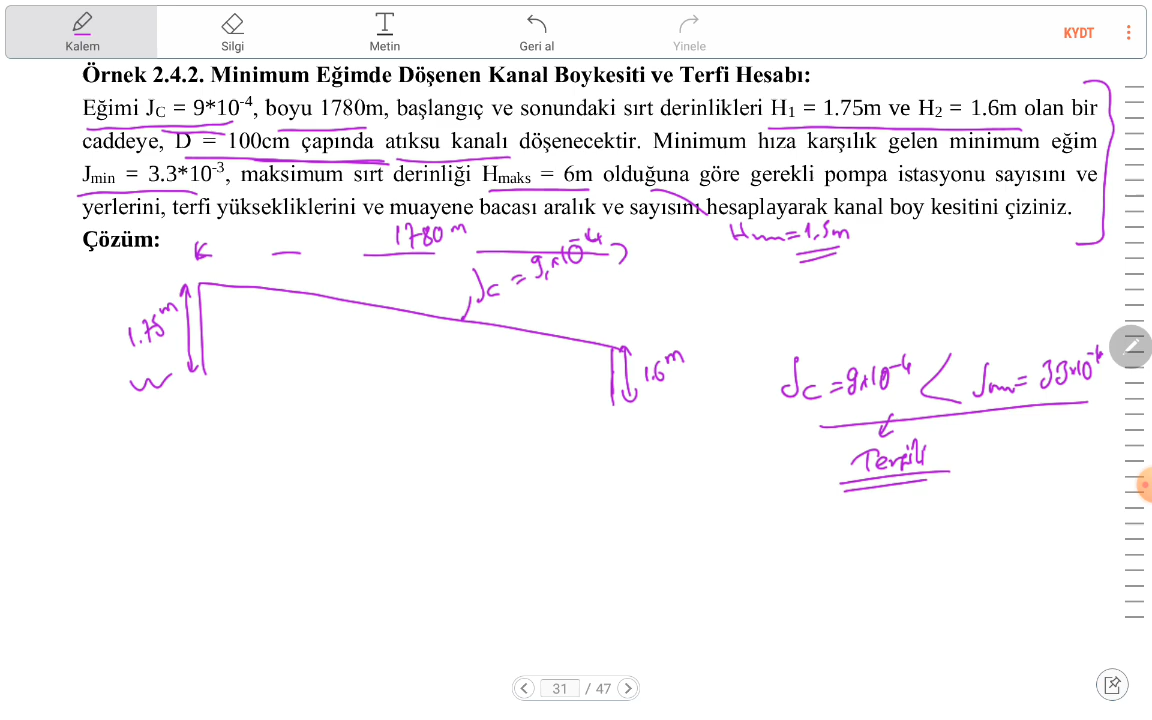 Kalem Silgi Metin Geri al Yinele KYDT
Örnek 2.4.2. Minimum Eğimde Döşenen Kanal Boykesiti ve Terfi Hesabı:
Eğimi JC = 9*10-4, boyu 1780m, başlangıç ve sonundaki sırt derinlikleri H1 = 1.75m ve H2 = 1.6m olan bir
caddeye, D = 100cm çapında atıksu kanalı döşenecektir. Minimum hıza karşılık gelen minimum eğim
Jmin = 3.3*10-3, maksimum sırt derinliği Hmaks = 6m olduğuna göre gerekli pompa istasyonu sayısını ve
yerlerini, terfi yüksekliklerini ve muayene bacası aralık ve sayısını hesaplayarak kanal boy kesitini çiziniz.
Çözüm:
1780 m
Hmin=1,5m
Jc = 9*10-4
1.75m
1.6m
Jc =9*10-4 < Jmin= 33*10-4
Terfili
31 / 47